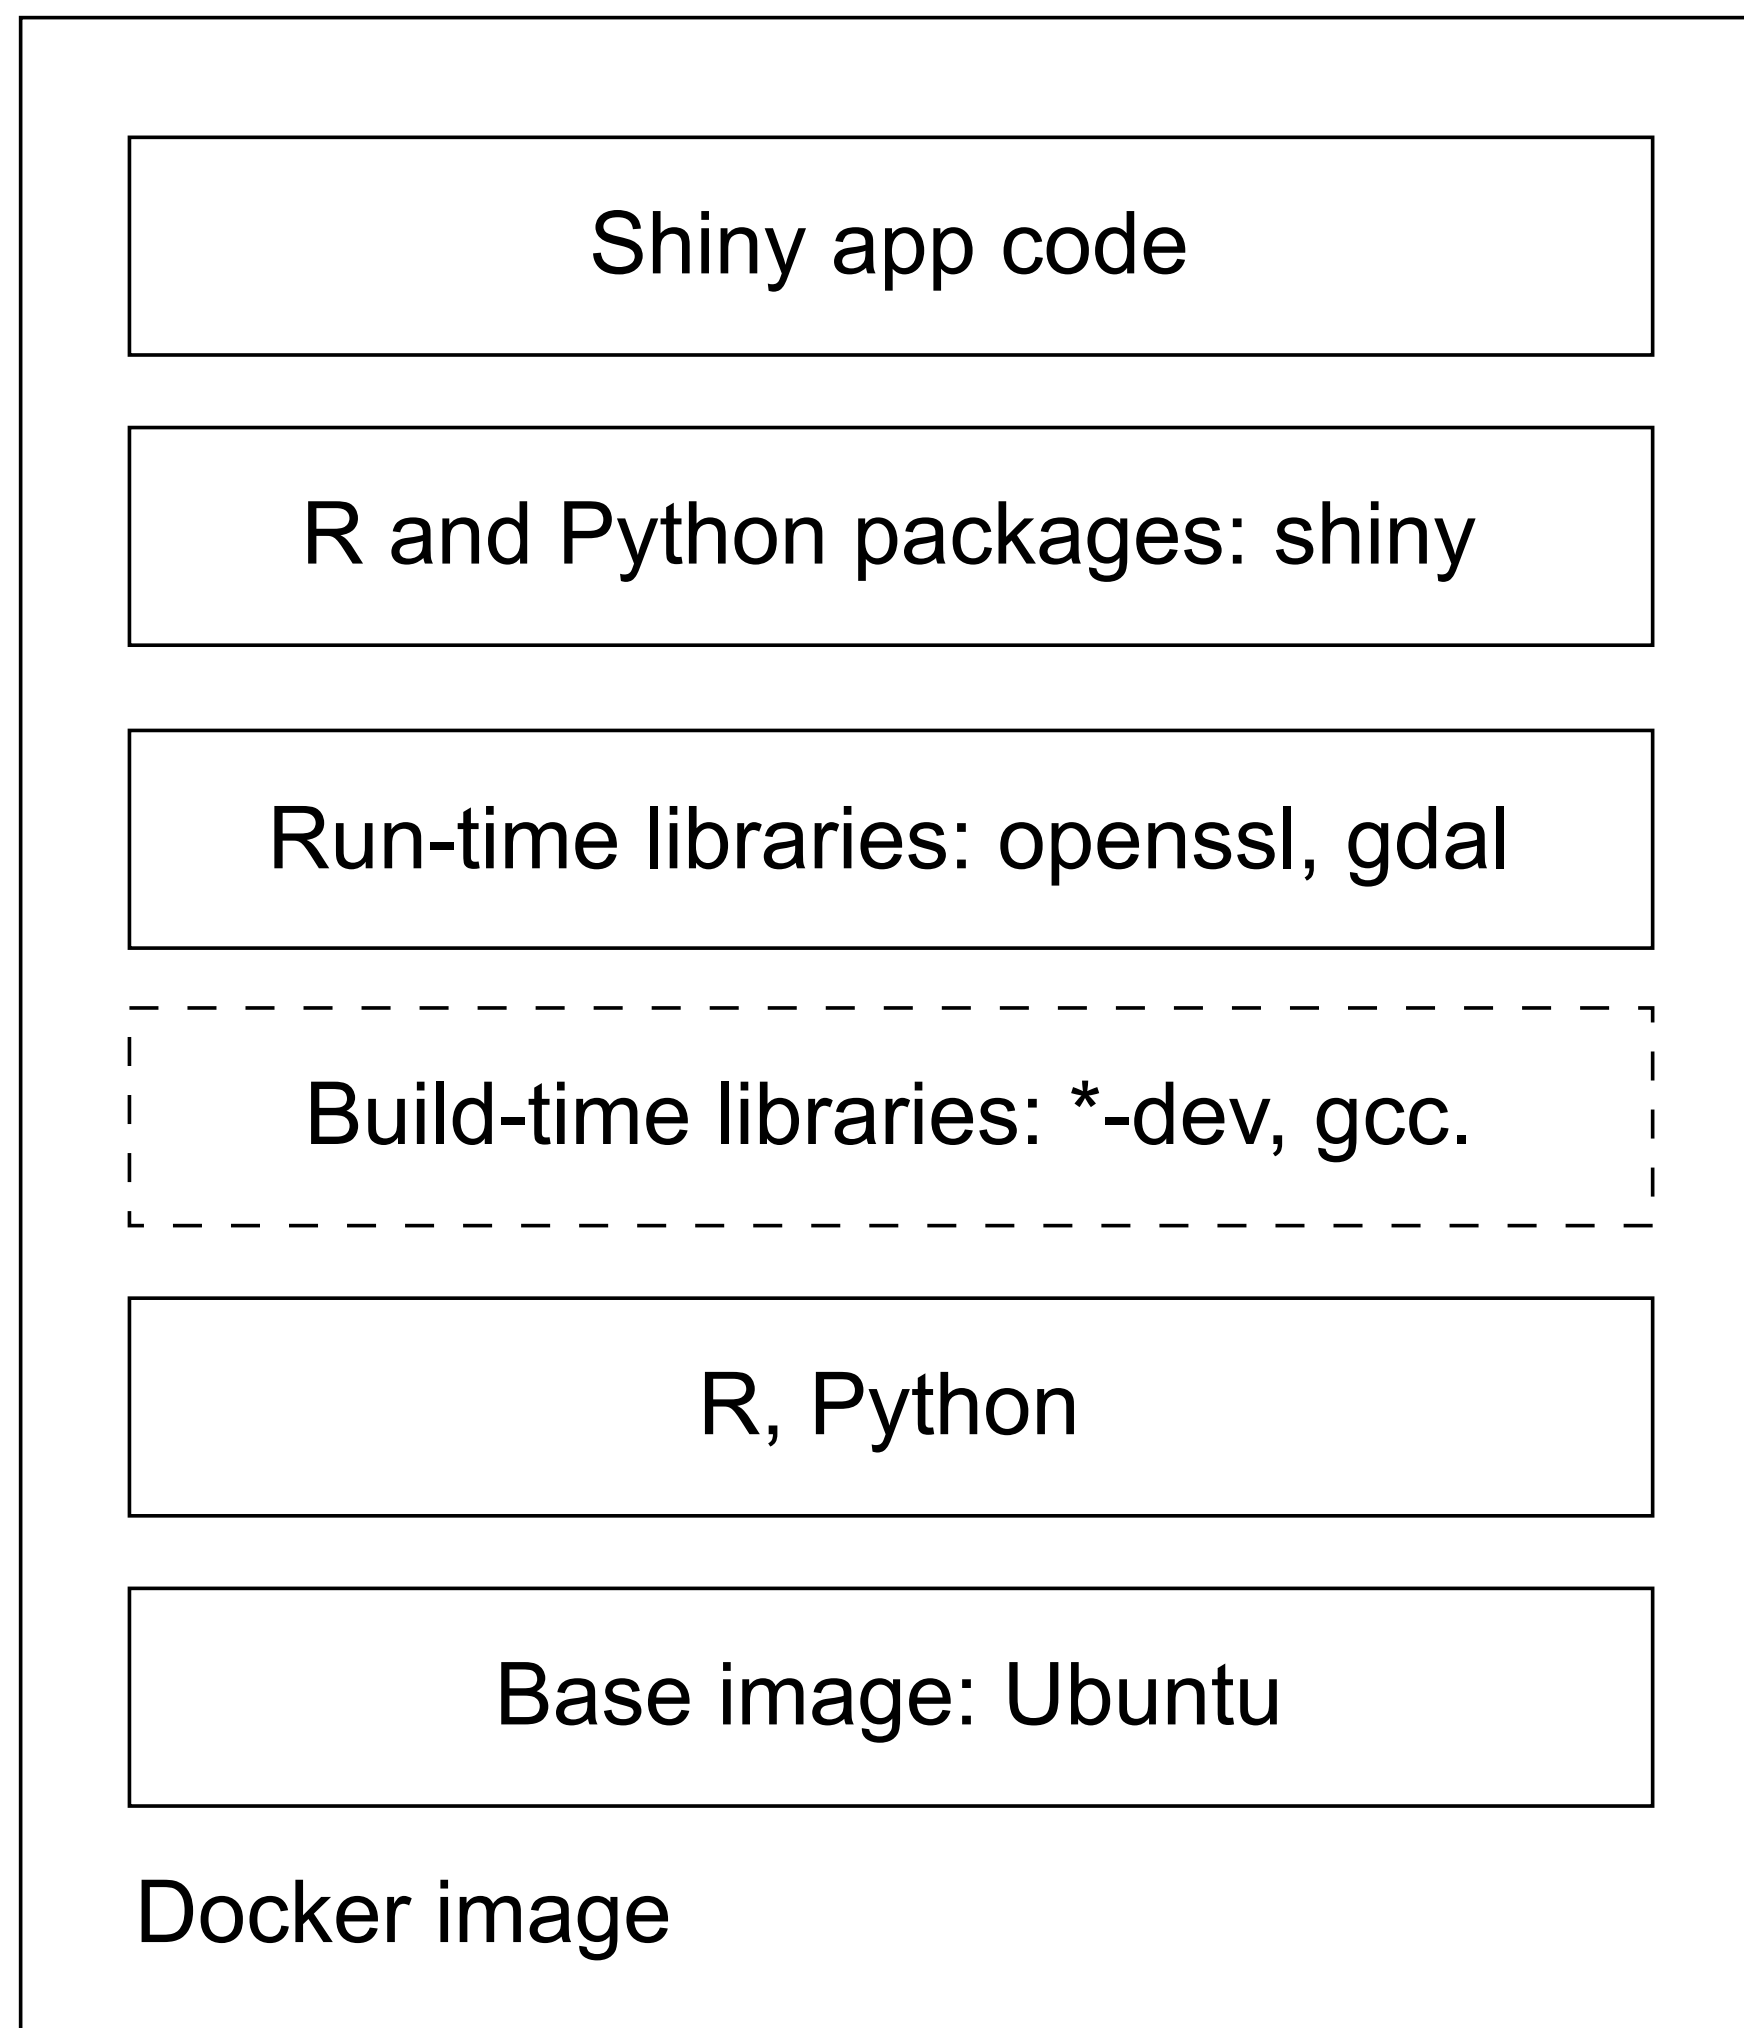 Shiny app code
R and Python packages: shiny
Run-time libraries: openssl, gdal
Build-time libraries: *-dev, gcc.
R, Python
Base image: Ubuntu
Docker image